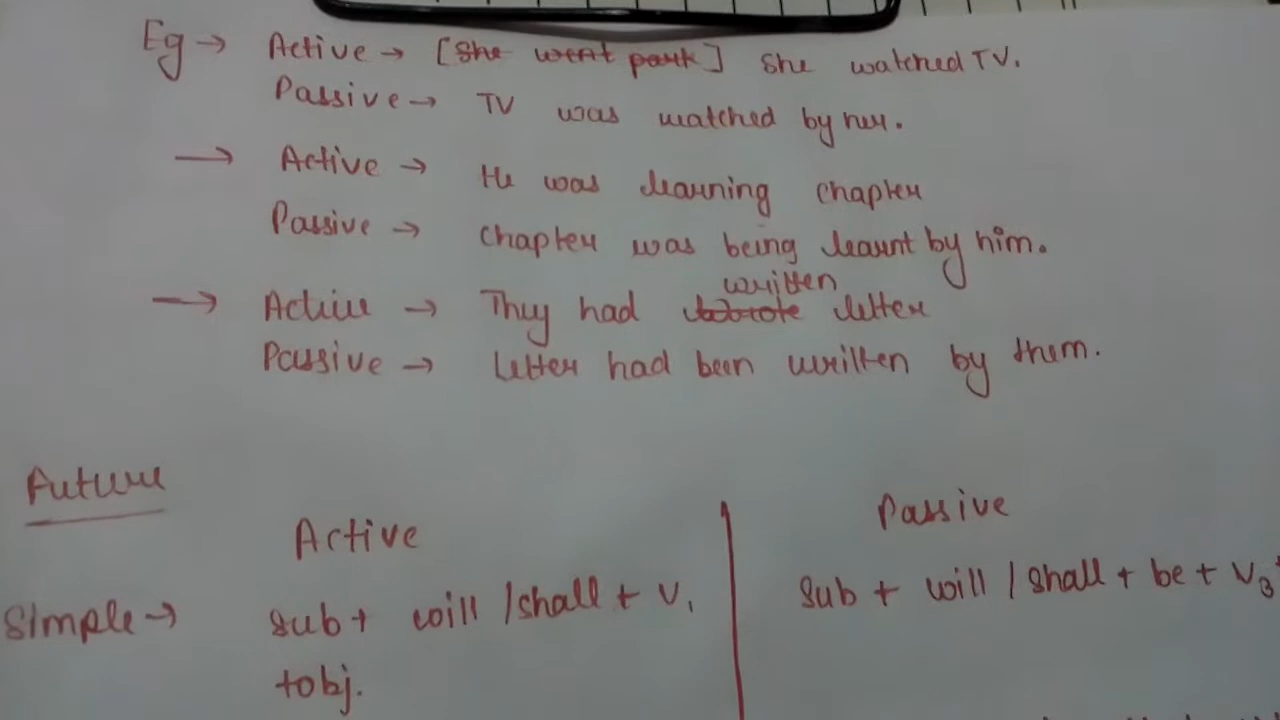 Eg → Active → [She went park] She watched TV.
Passive → TV was watched by her.
→ Active → He was learning chapter
Passive → Chapter was being learnt by him.
written
→ Active → They had wrote letter
Passive → Letter had been written by them.
Future
Active | Passive
Simple → Sub + will / shall + V1 | Sub + will / shall + be + V3 +
+ obj.